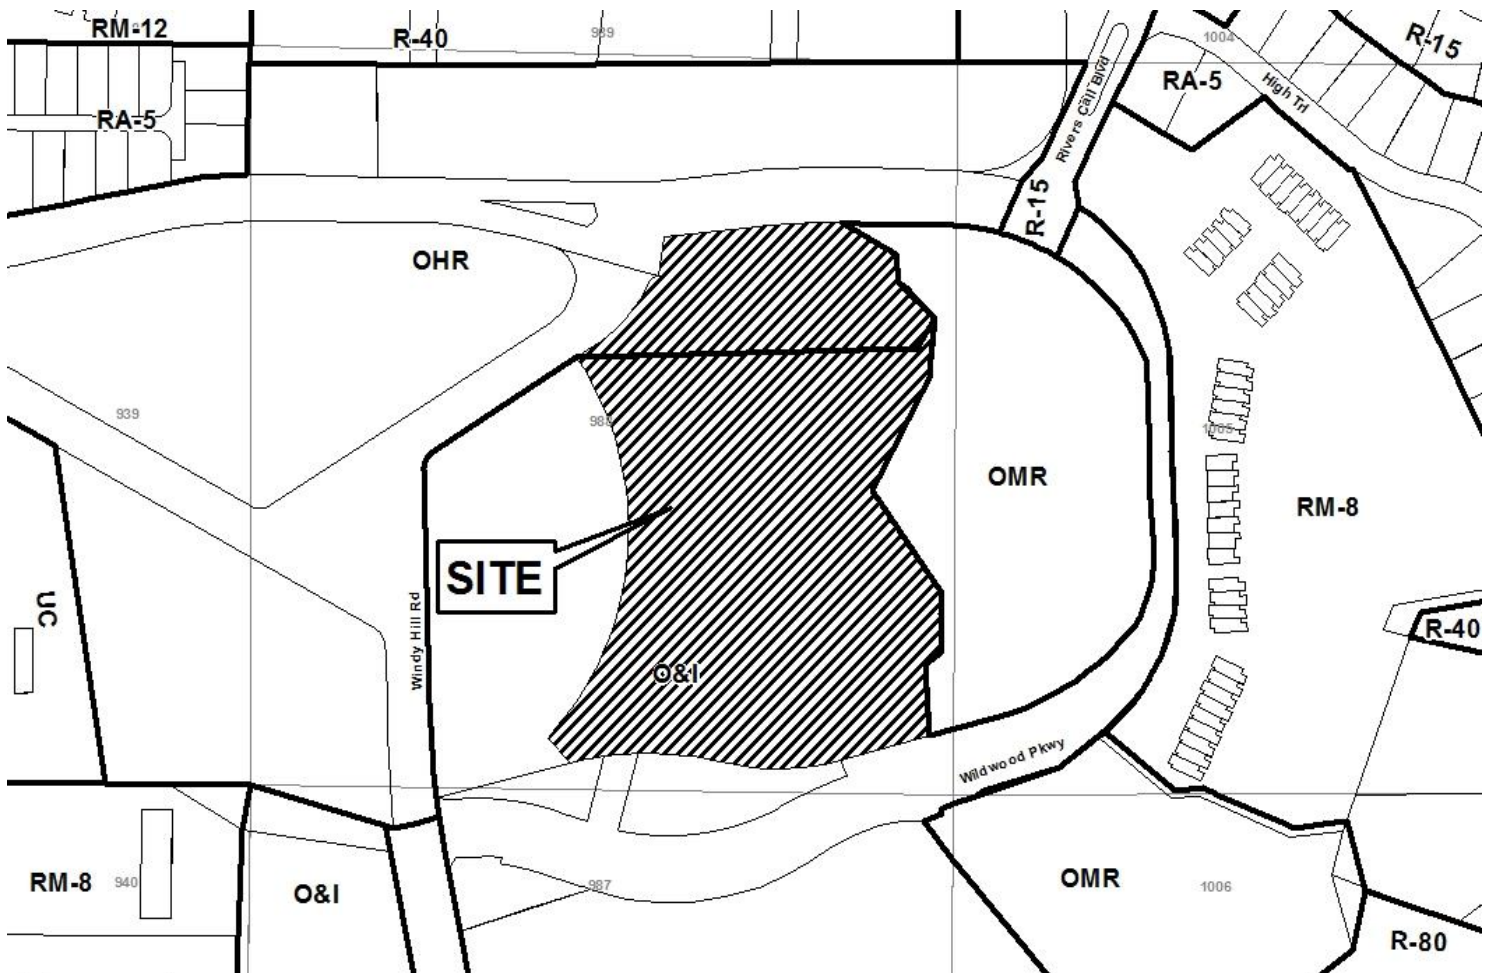 RM-12
R-40
989
1004
R-15
RA-5
RA-5
Rivers Call Blvd
High Trl
R-15
OHR
939
988
1005
OMR
RM-8
SITE
UC
Windy Hill Rd
R-40
O&I
Wildwood Pkwy
RM-8
940
O&I
987
OMR
1006
R-80